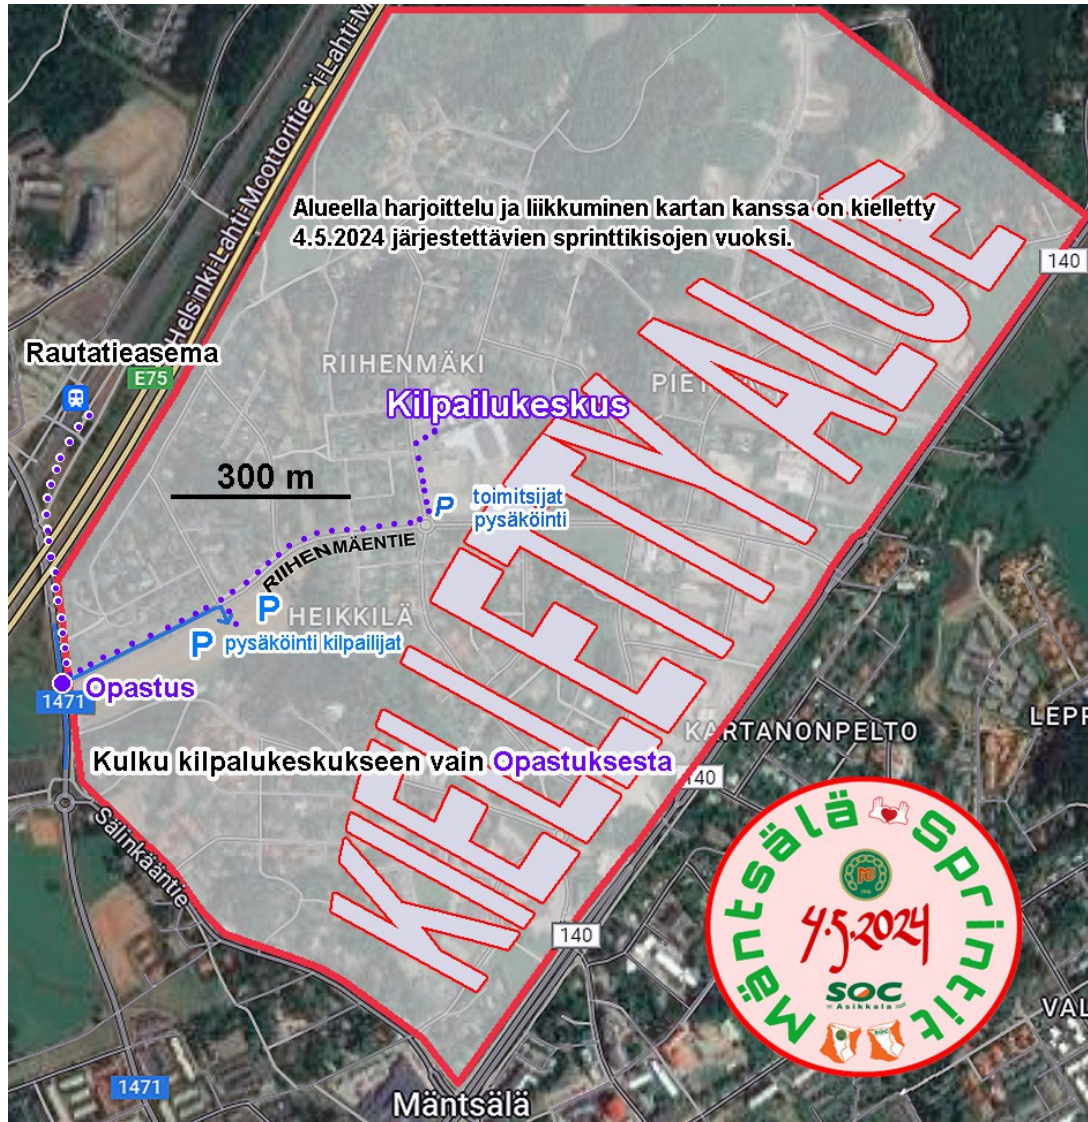 Helsinki-Lahti-Moottoritie
i-Lahti-M
Alueella harjoittelu ja liikkuminen kartan kanssa on kielletty
4.5.2024 järjestettävien sprinttikisojen vuoksi.
140
Rautatieasema
E75
RIIHENMÄKI
Kilpailukeskus
300 m
P toimitsijat
pysäköinti
RIIHENMÄENTIE
P
HEIKKILÄ
P pysäköinti kilpailijat
Opastus
1471
KIELLETTY ALUE
KARTANONPELTO
LEPP
Kulku kilpalukeskukseen vain Opastuksesta
140
Sälinkääntie
140
Mäntsälä Sprintit
4.5.2024
SOC
Asikkala
SOC
VAL
1471
Mäntsälä